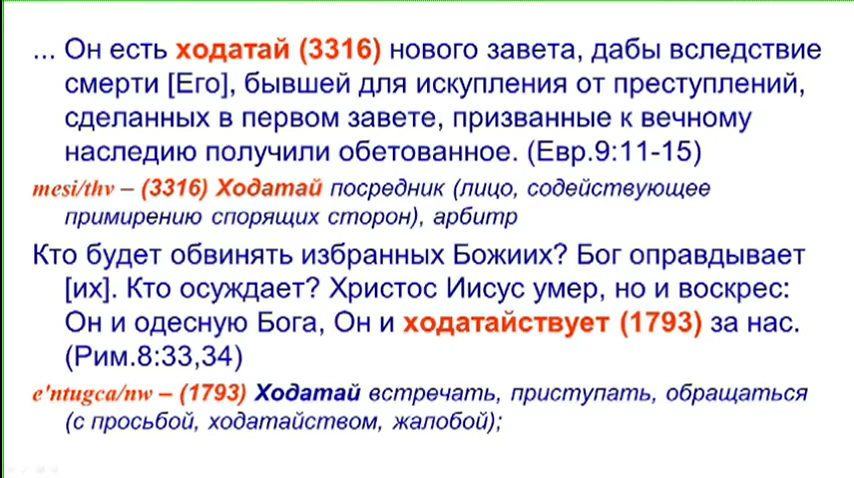 ... Он есть ходатай (3316) нового завета, дабы вследствие
смерти [Его], бывшей для искупления от преступлений,
сделанных в первом завете, призванные к вечному
наследию получили обетованное. (Евр.9:11-15)
mesi/thv – (3316) Ходатай посредник (лицо, содействующее
примирению спорящих сторон), арбитр
Кто будет обвинять избранных Божиих? Бог оправдывает
[их]. Кто осуждает? Христос Иисус умер, но и воскрес:
Он и одесную Бога, Он и ходатайствует (1793) за нас.
(Рим.8:33,34)
e'ntugca/nw – (1793) Ходатай встречать, приступать, обращаться
(с просьбой, ходатайством, жалобой);